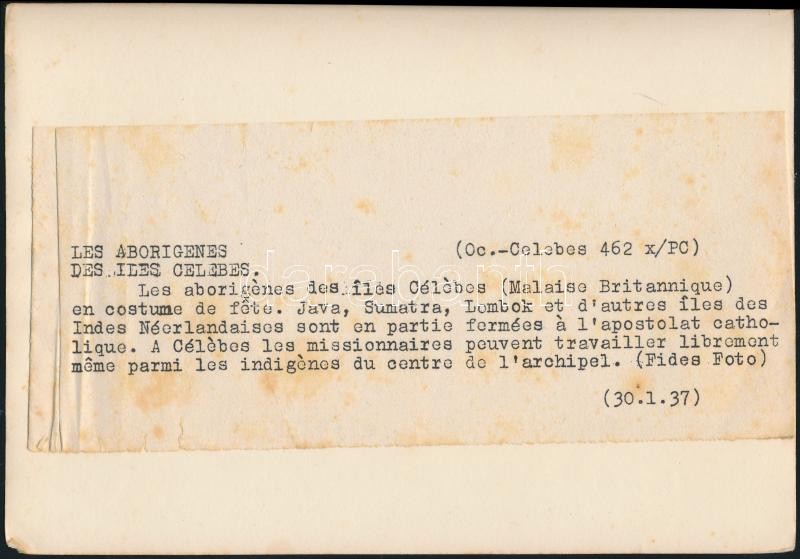 LES ABORIGENES (Oc.-Celebes 462 x/PC)
DES ILES CELEBES.
Les aborigènes des îles Célèbes (Malaise Britannique)
en costume de fête. Java, Sumatra, Lombok et d'autres îles des
Indes Néerlandaises sont en partie fermées à l'apostolat catho-
lique. A Célèbes les missionnaires peuvent travailler librement
même parmi les indigènes du centre de l'archipel. (Fides Foto)
(30.1.37)
darabanth